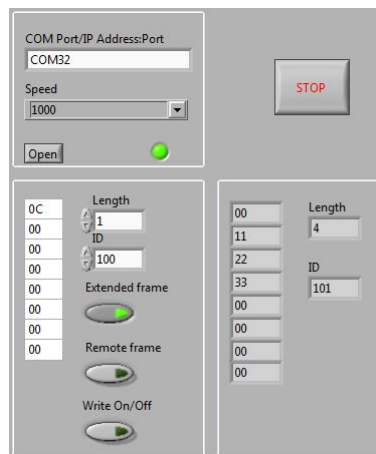 COM Port/IP Address:Port
COM32
Speed
1000
STOP
Open
0C
00
00
00
00
00
00
00
Length
1
ID
100
Extended frame
Remote frame
Write On/Off
00
11
22
33
00
00
00
00
Length
4
ID
101